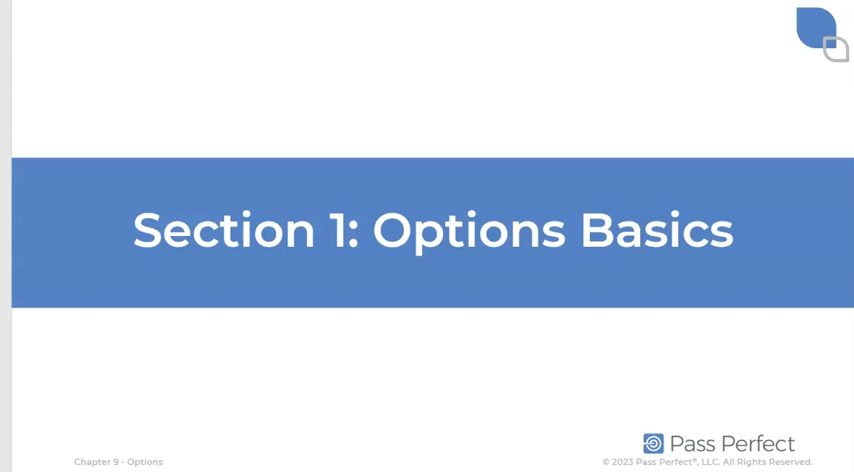 Section 1: Options Basics
Pass Perfect
Chapter 9 - Options
© 2023 Pass Perfect®, LLC. All Rights Reserved.